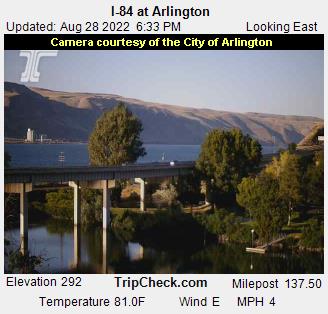 I-84 at Arlington
Updated: Aug 28 2022 6:33 PM Looking East
Camera courtesy of the City of Arlington
Elevation 292 TripCheck.com Milepost 137.50
Temperature 81.0F Wind E MPH 4